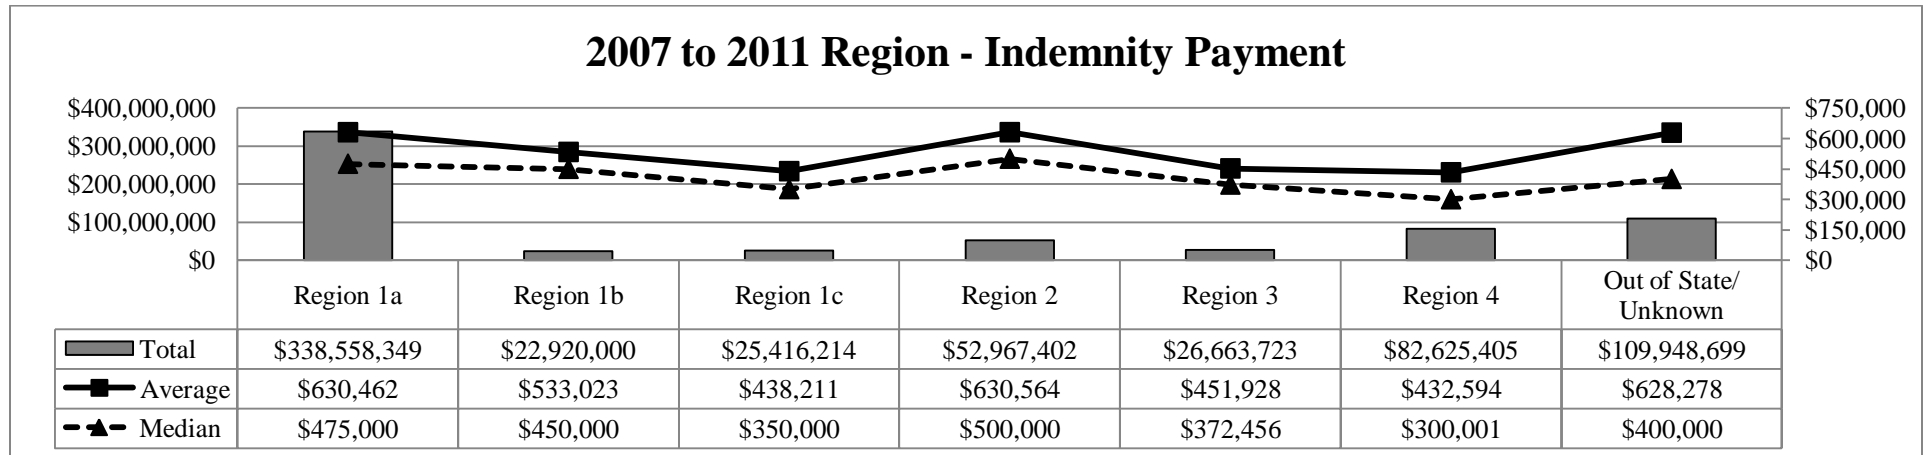 2007 to 2011 Region - Indemnity Payment
$400,000,000
$300,000,000
$200,000,000
$100,000,000
$0
$750,000
$600,000
$450,000
$300,000
$150,000
$0
Region 1a Region 1b Region 1c Region 2 Region 3 Region 4 Out of State/
Unknown
Total $338,558,349 $22,920,000 $25,416,214 $52,967,402 $26,663,723 $82,625,405 $109,948,699
Average $630,462 $533,023 $438,211 $630,564 $451,928 $432,594 $628,278
Median $475,000 $450,000 $350,000 $500,000 $372,456 $300,001 $400,000